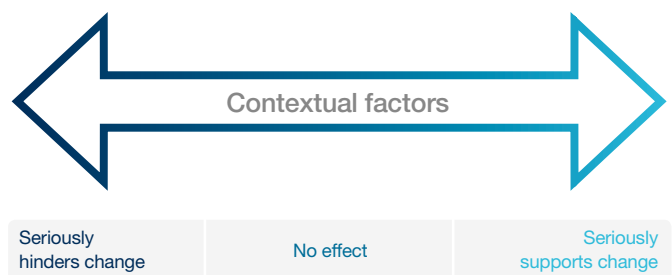 Contextual factors
Seriously
hinders change
No effect
Seriously
supports change